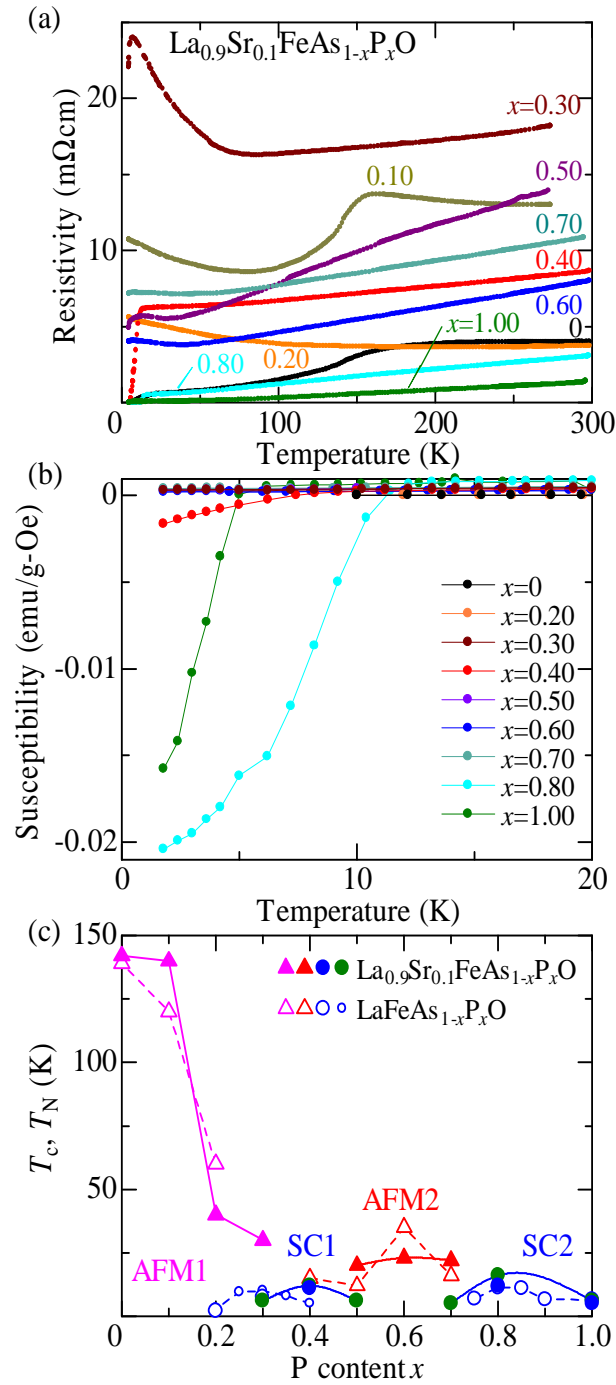 (a)
La0.9Sr0.1FeAs1-xPxO
20
x=0.30
0.10
0.50
0.70
10
0.40
0.60
x=1.00
0
0.80
0.20
0
0 100 200 300
Resistivity (mΩcm)
Temperature (K)
(b)
0
-0.01
-0.02
x=0
x=0.20
x=0.30
x=0.40
x=0.50
x=0.60
x=0.70
x=0.80
x=1.00
Susceptibility (emu/g-Oe)
0 10 20
Temperature (K)
(c)
150
La0.9Sr0.1FeAs1-xPxO
LaFeAs1-xPxO
100
50
0
Tc, TN (K)
AFM2
SC1
SC2
AFM1
0 0.2 0.4 0.6 0.8 1.0
P content x